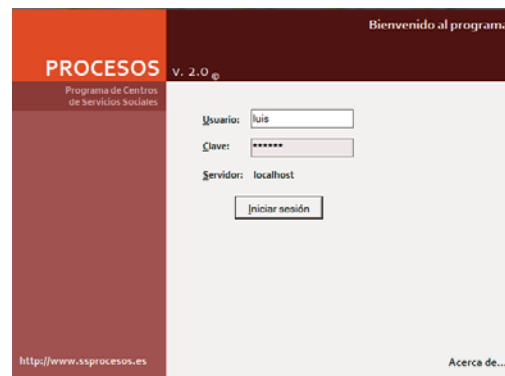 Bienvenido al programa
PROCESOS v. 2.0 ©
Programa de Centros
de Servicios Sociales
Usuario: luis
Clave: ******
Servidor: localhost
Iniciar sesión
http://www.ssprocesos.es
Acerca de...